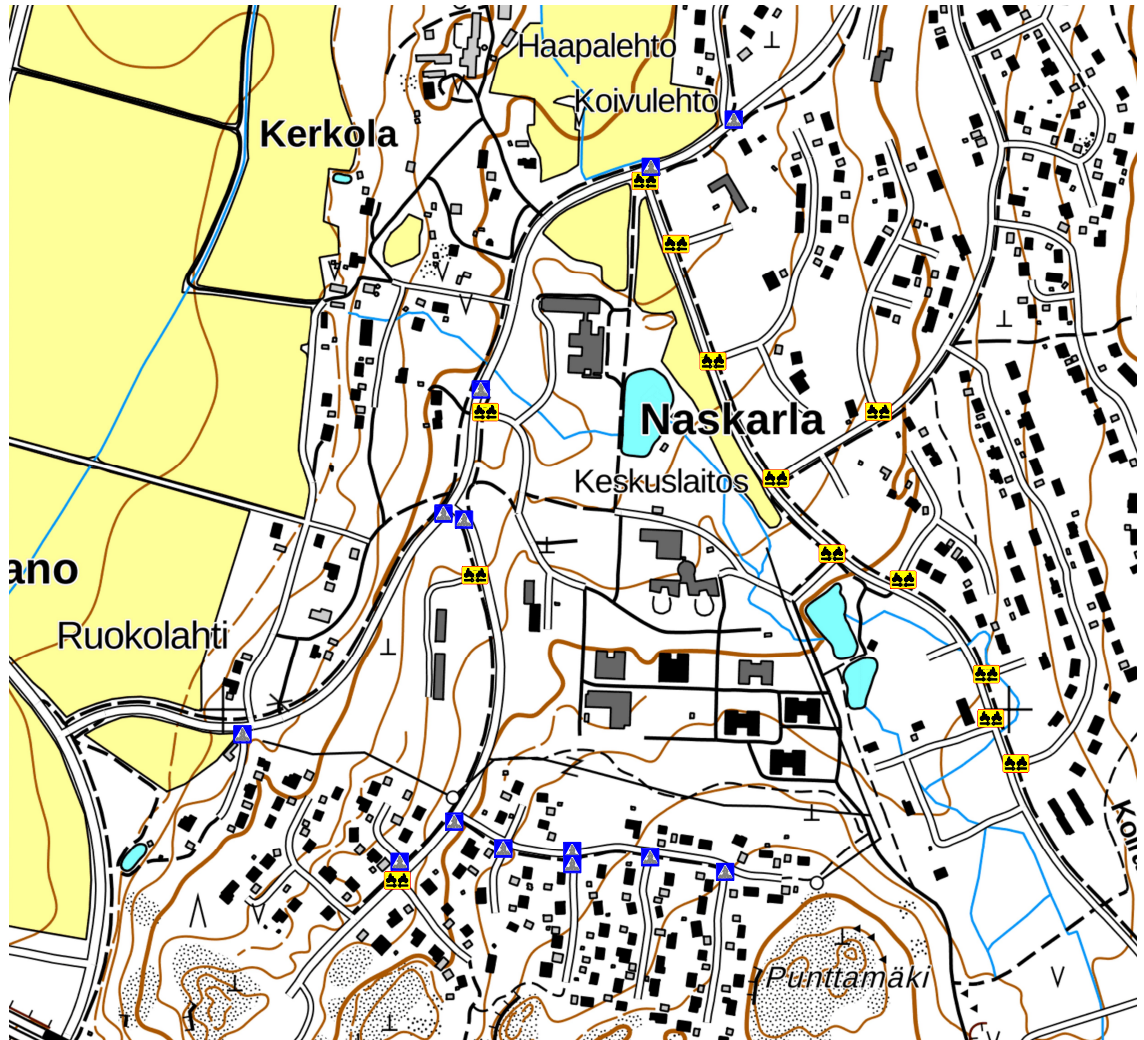 Haapalehto
Koivulehto
Kerkola
Naskarla
Keskuslaitos
ano
Ruokolahti
Punttamäki